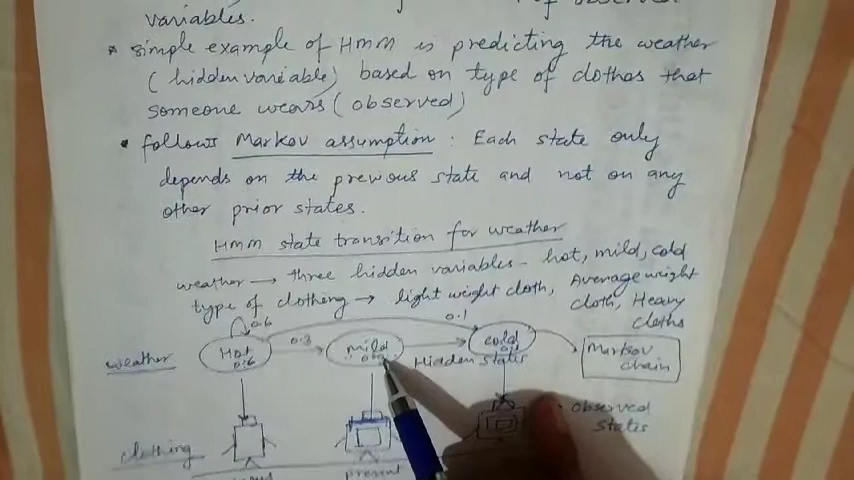 variables.
* simple example of HMM is predicting the weather
(hidden variable) based on type of clothes that
someone wears (observed)
• follows Markov assumption : Each state only
depends on the previous state and not on any
other prior states.
HMM state transition for weather
weather → three hidden variables - hot, mild, cold
type of clothing → light weight cloth, Average weight
cloth, Heavy
cloths
0.6
0.1
weather
Hot
0.6
0.3
mild
cold
Hidden states
Markov
chain
clothing
observed
states
present